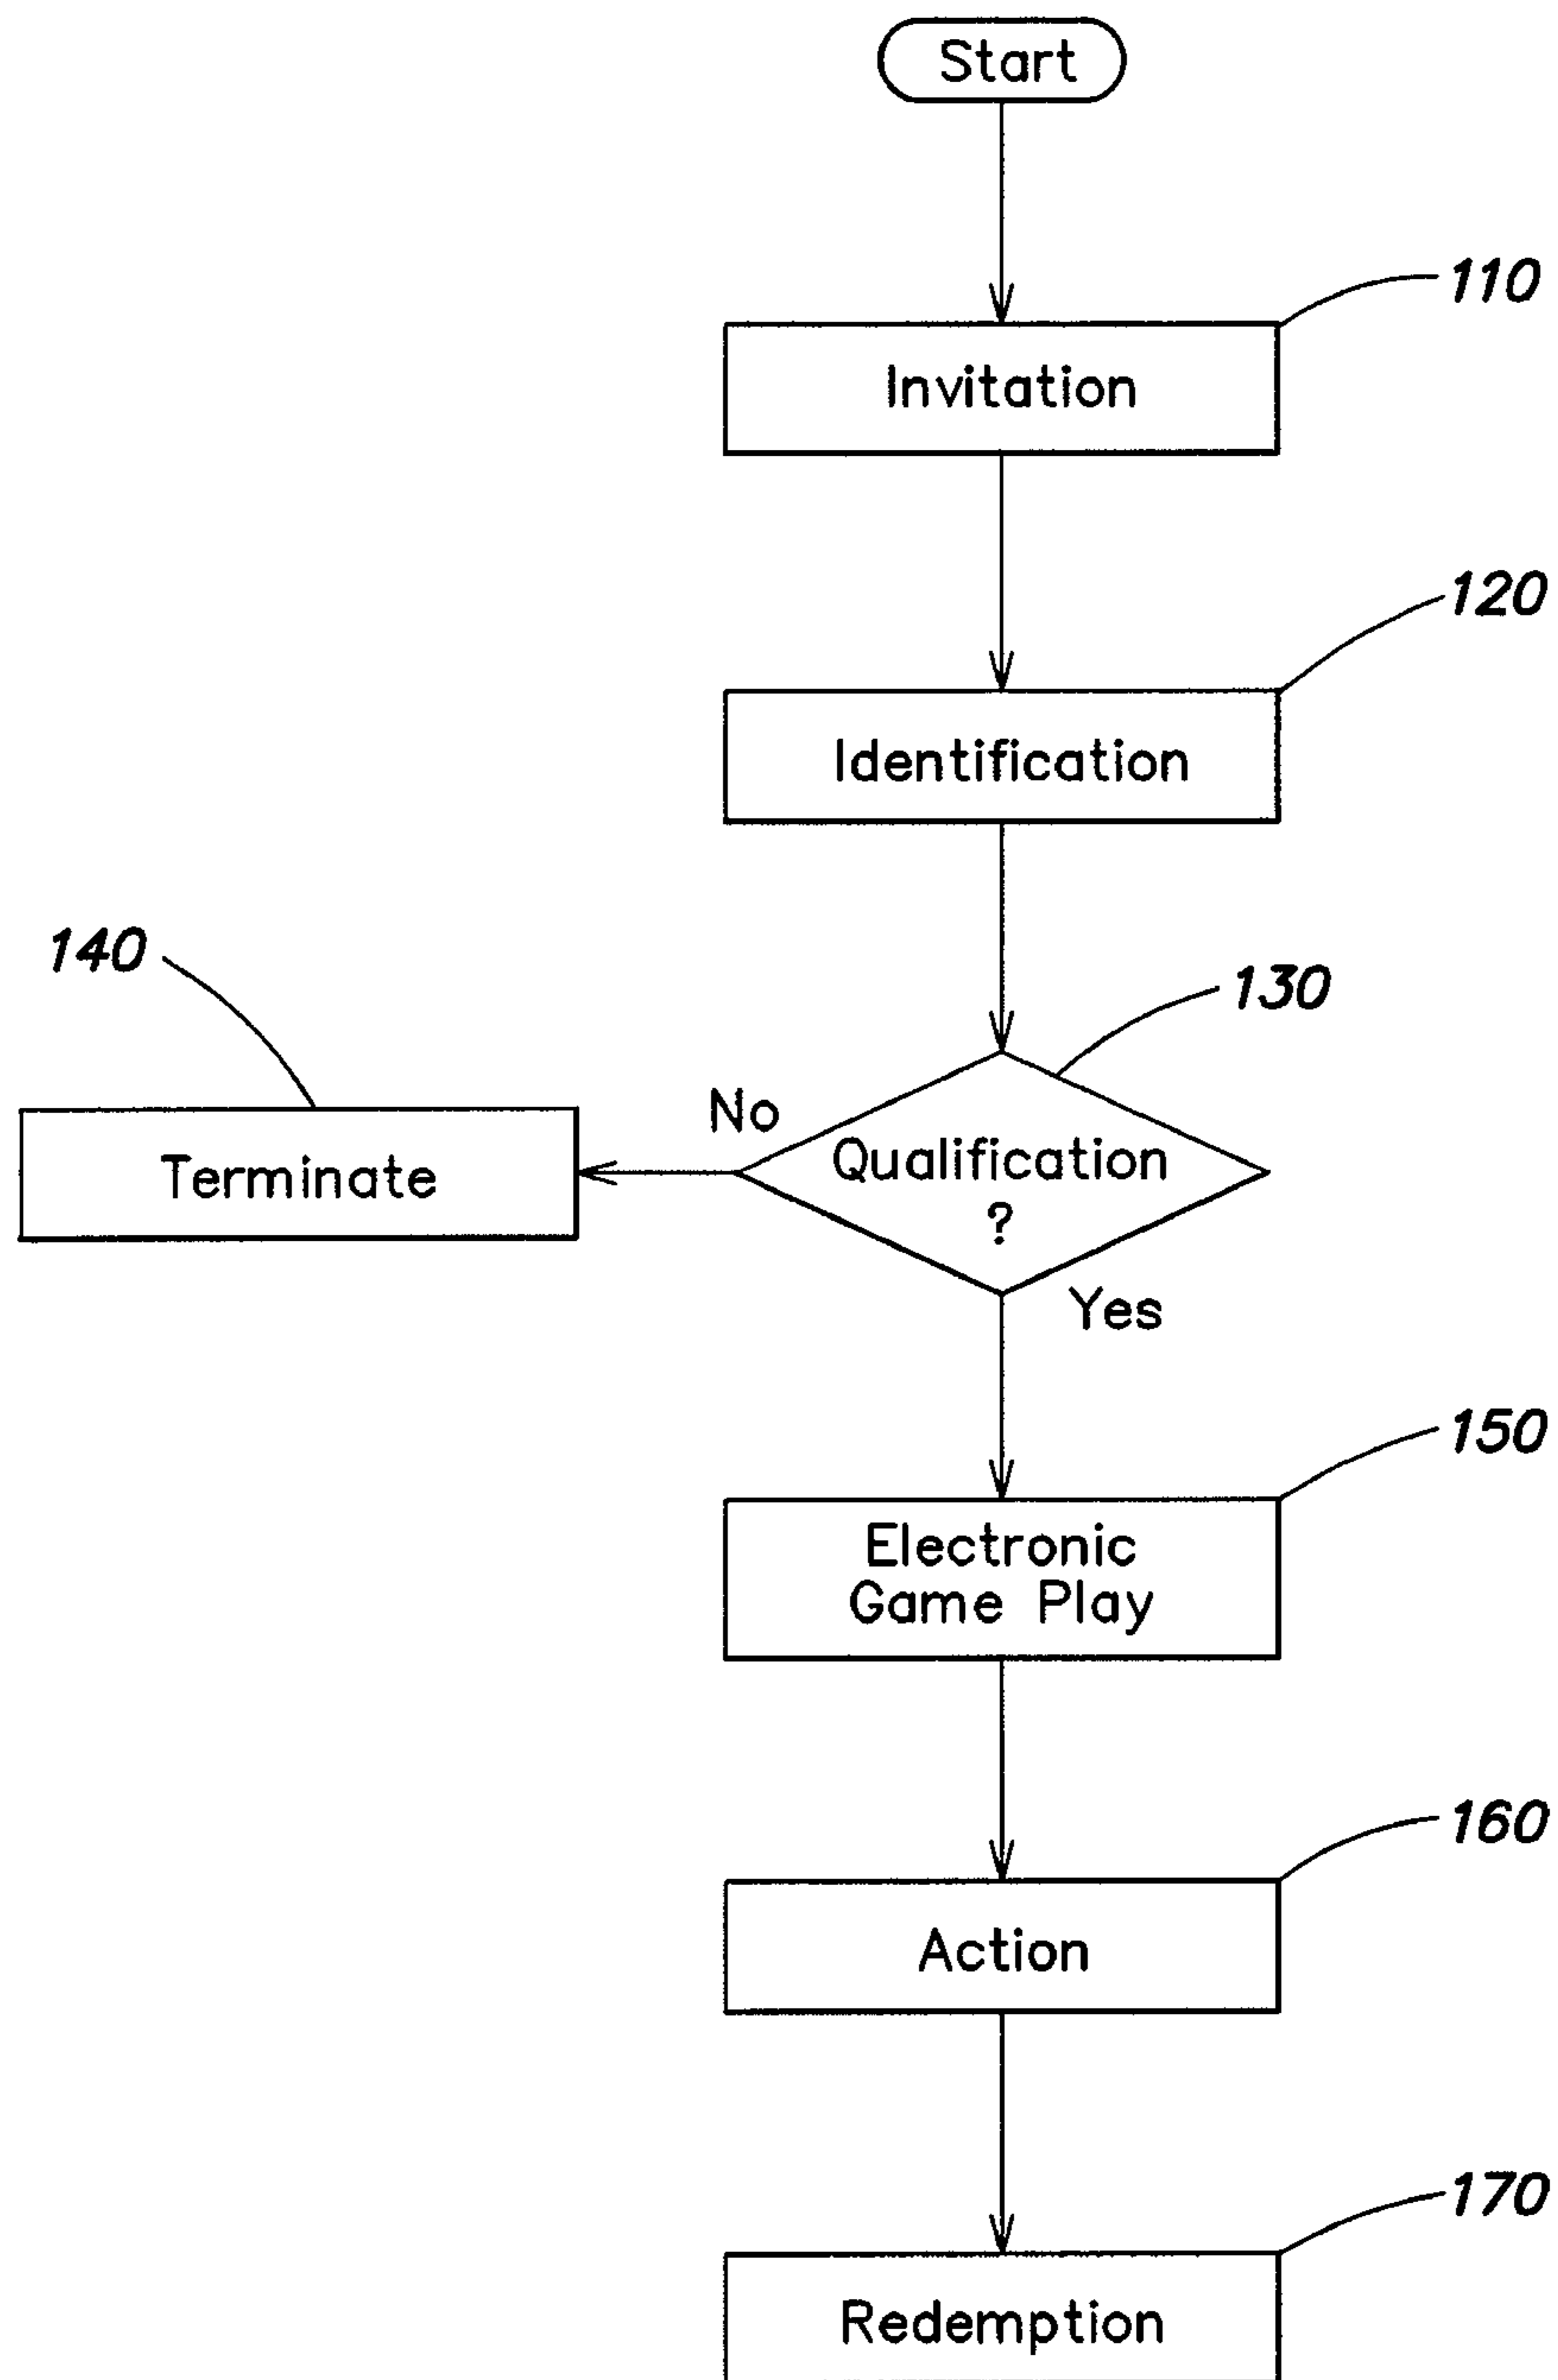 Start
110
Invitation
120
Identification
140
130
No
Qualification
?
Terminate
Yes
150
Electronic
Game Play
160
Action
170
Redemption